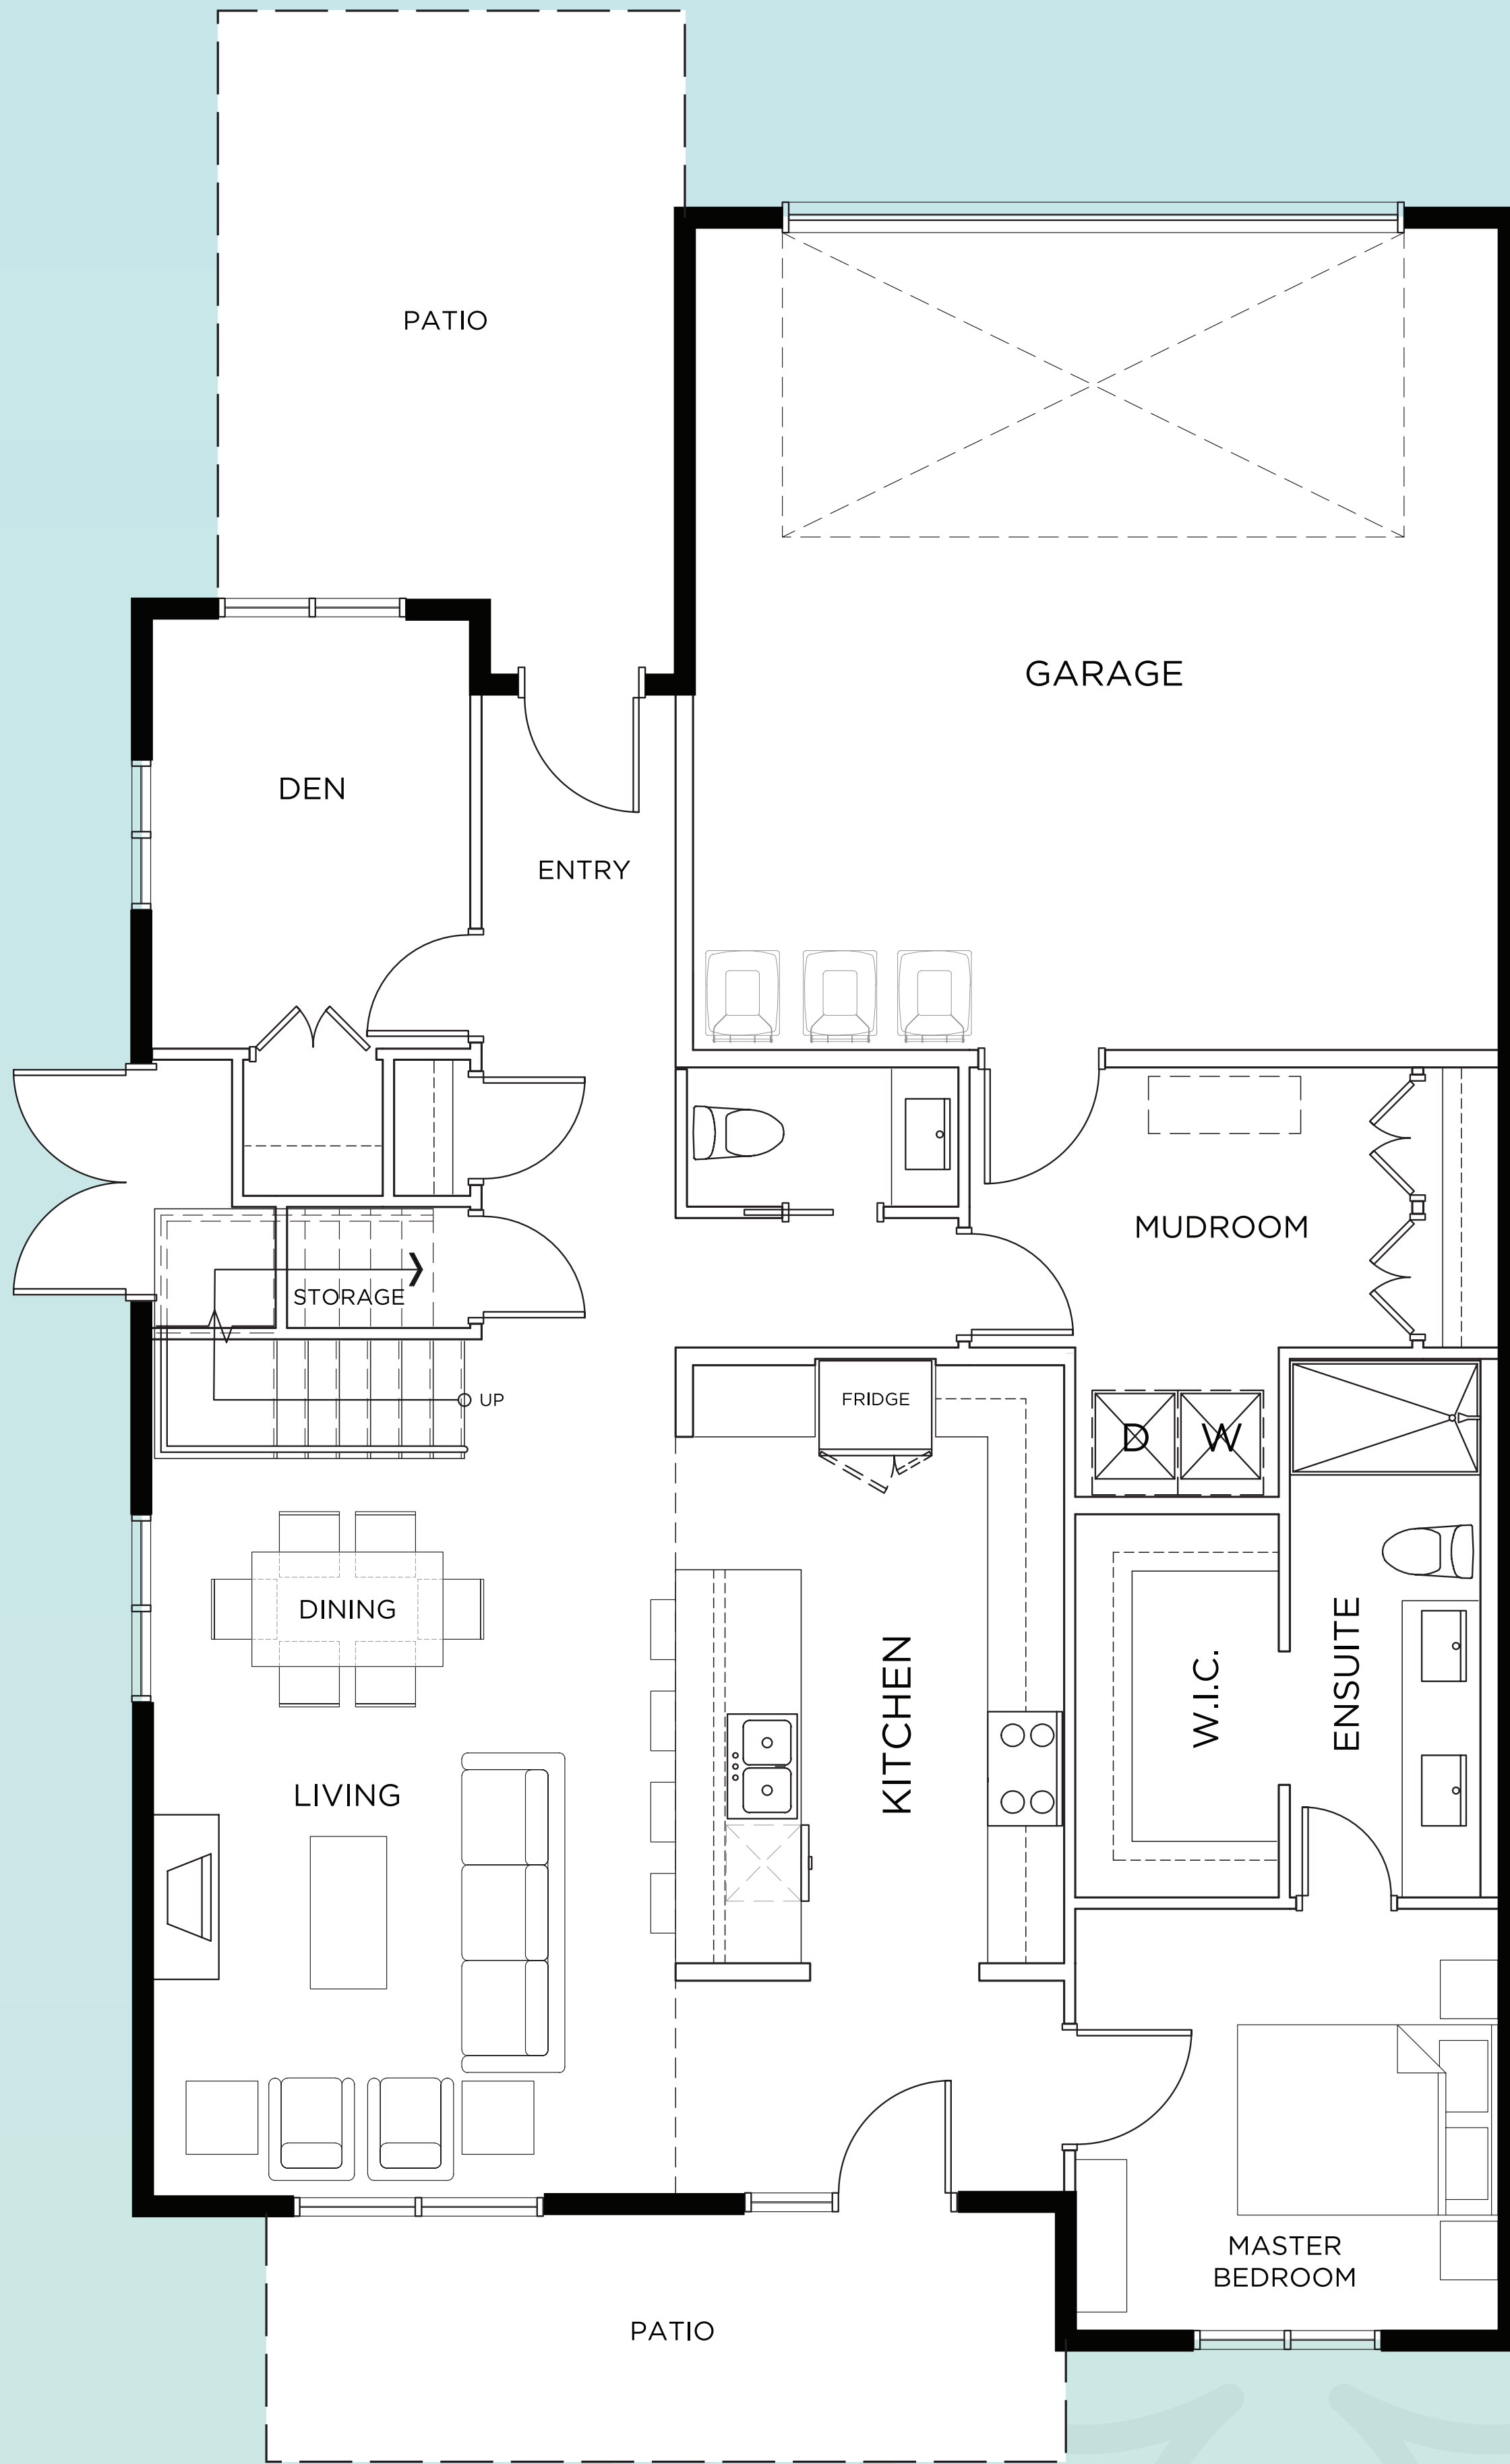 PATIO
GARAGE
DEN
ENTRY
MUDROOM
STORAGE
UP
FRIDGE
D
W
DINING
KITCHEN
W.I.C.
ENSUITE
LIVING
MASTER
BEDROOM
PATIO